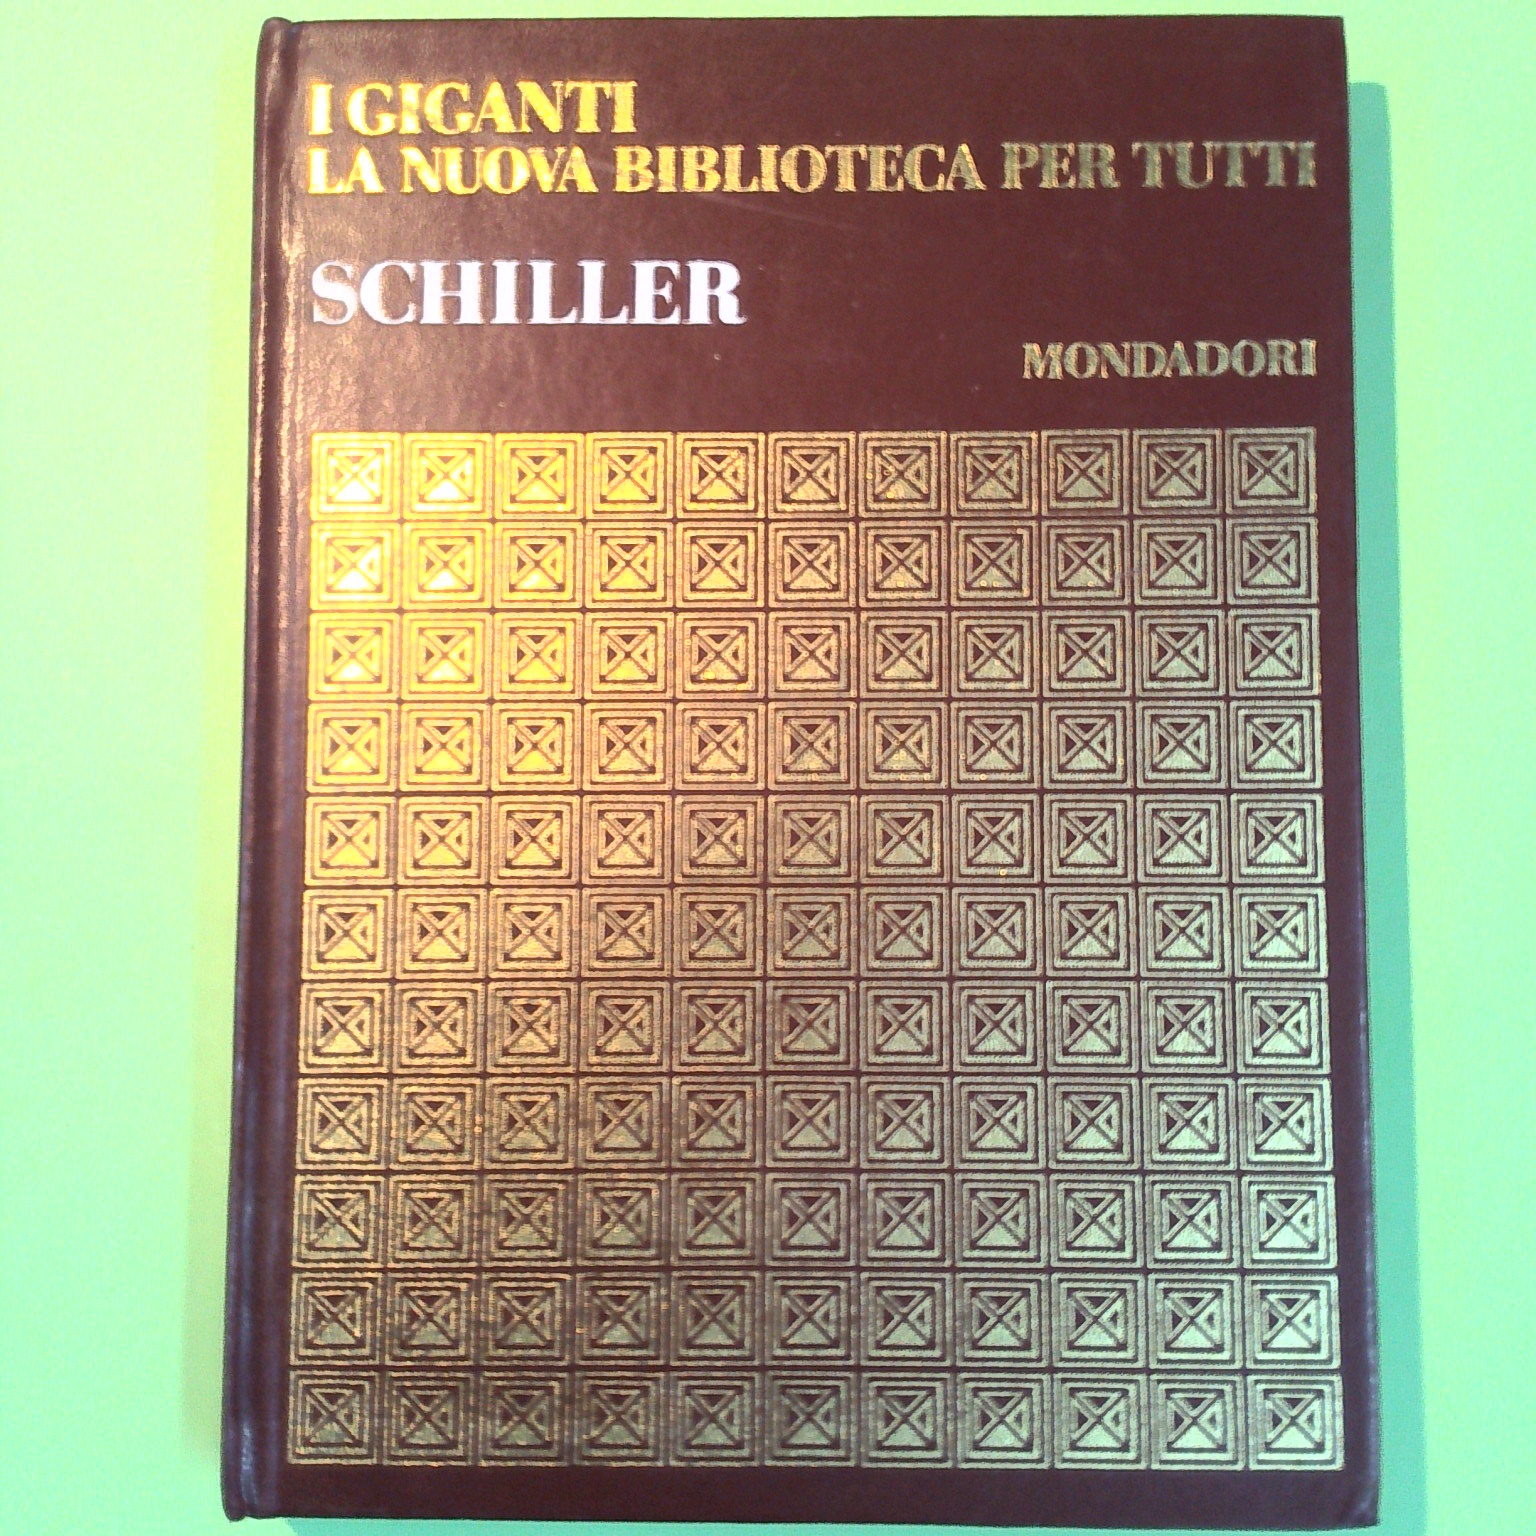 I GIGANTI
LA NUOVA BIBLIOTECA PER TUTTI
SCHILLER
MONDADORI